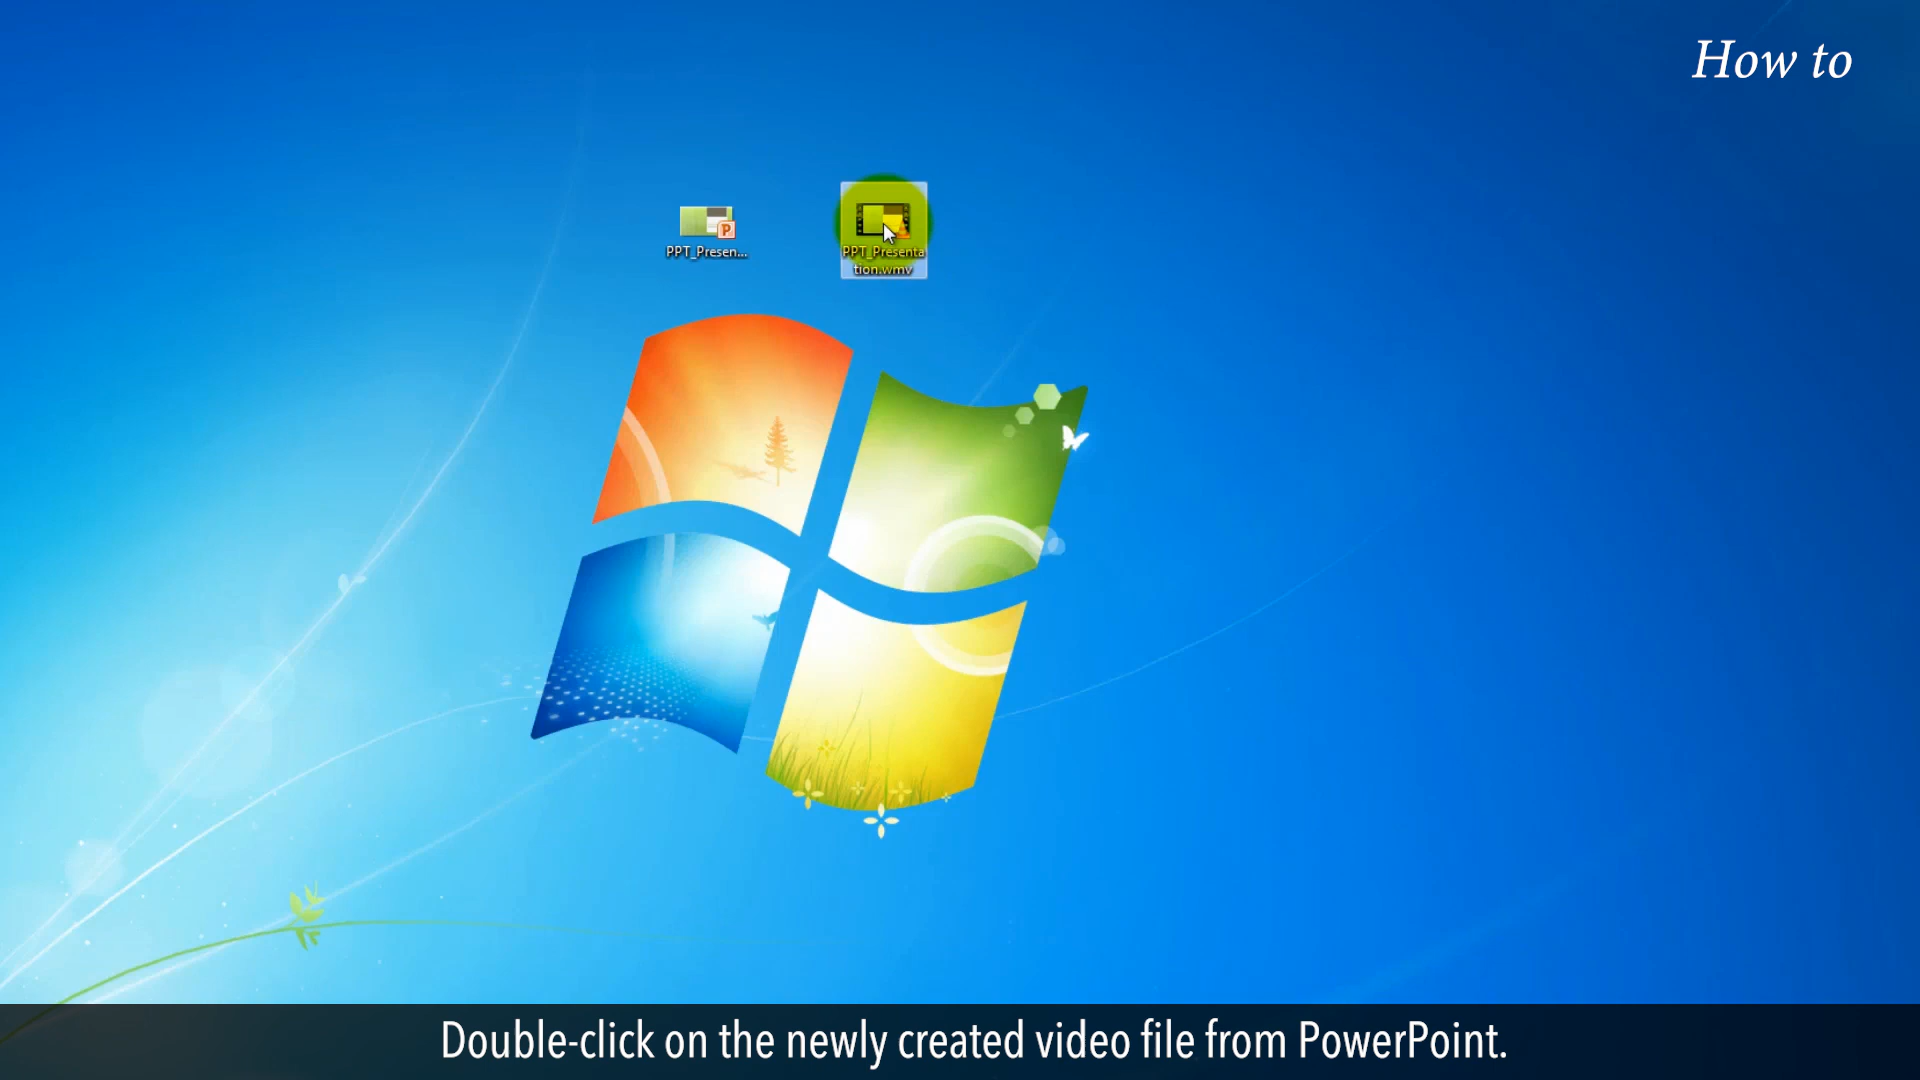 How to
PPT_Presen...
P
PPT_Presenta
tion.wmv
Double-click on the newly created video file from PowerPoint.